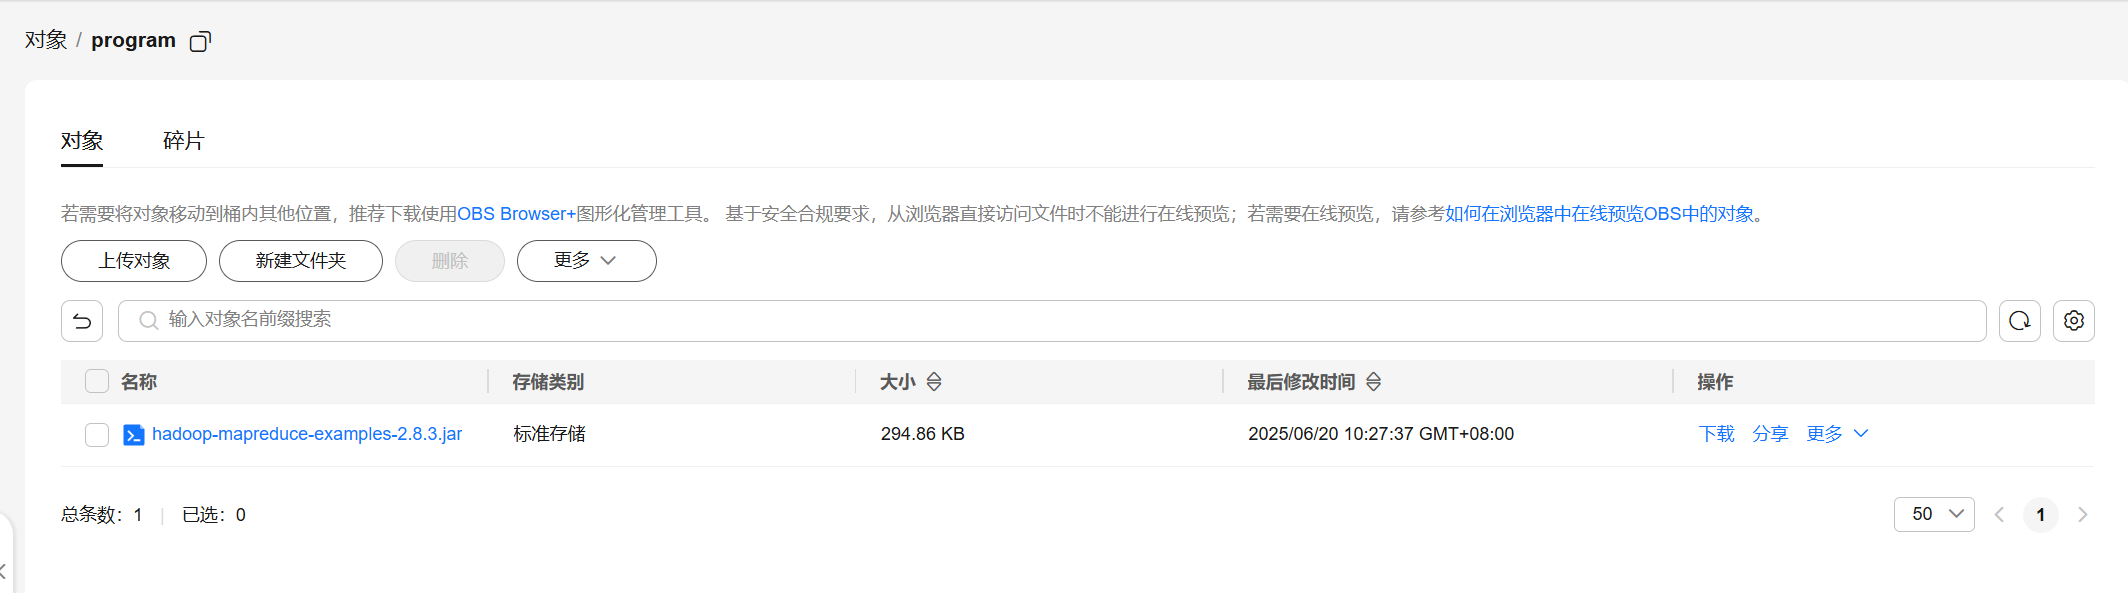 对象 / program
对象 碎片
若需要将对象移动到桶内其他位置，推荐下载使用OBS Browser+图形化管理工具。 基于安全合规要求，从浏览器直接访问文件时不能进行在线预览；若需要在线预览，请参考如何在浏览器中在线预览OBS中的对象。
上传对象 新建文件夹 删除 更多
输入对象名前缀搜索
名称 存储类别 大小 最后修改时间 操作
hadoop-mapreduce-examples-2.8.3.jar 标准存储 294.86 KB 2025/06/20 10:27:37 GMT+08:00 下载 分享 更多
总条数：1 已选：0 50 1